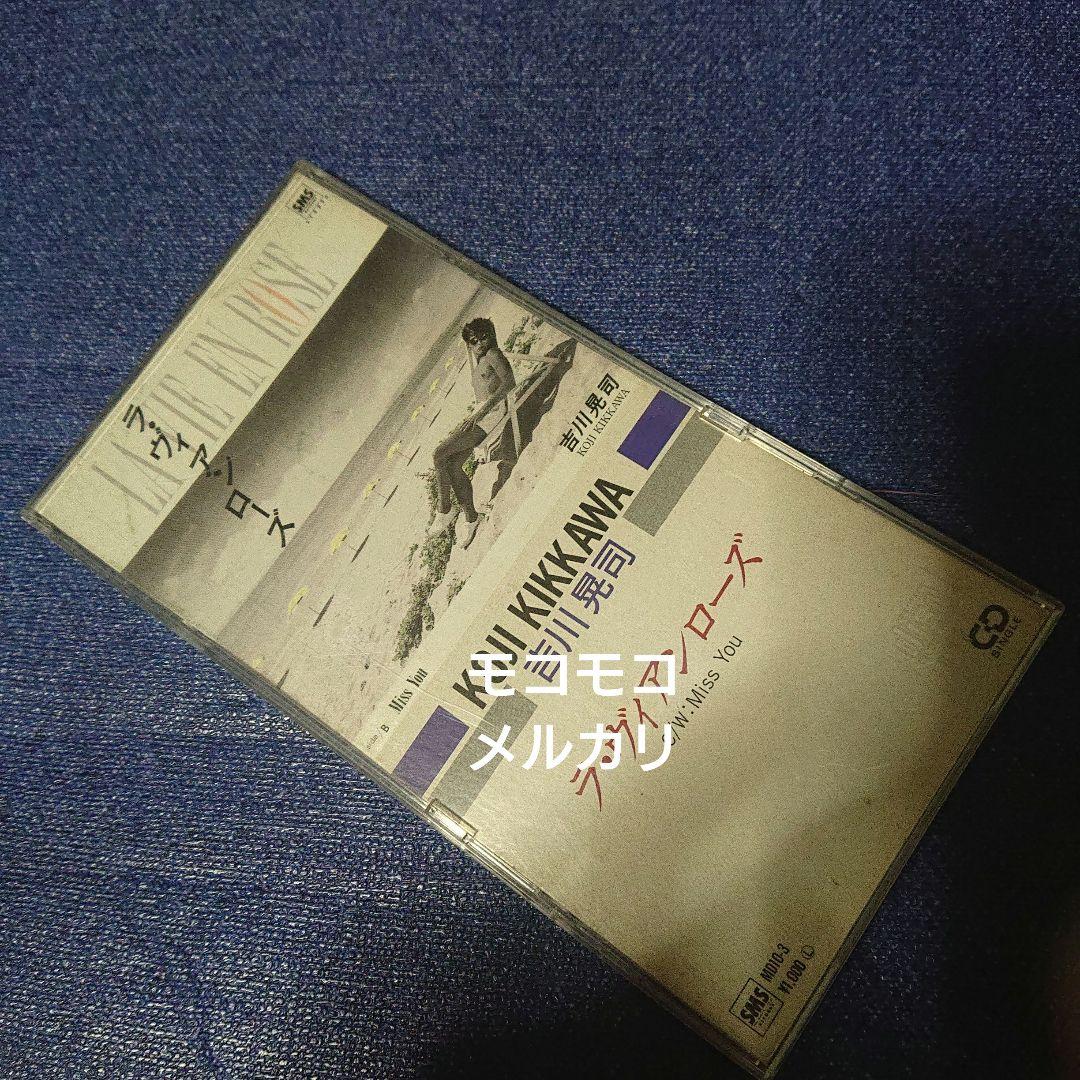 SMS
LA VIE EN ROSE
ラ・ヴィアンローズ
吉川晃司
KOJI KIKKAWA
side B Miss You
KOJI KIKKAWA
吉川晃司
ラ・ヴィアンローズ
C/W:Miss You
CD
SINGLE
SMS
MD10-3
¥1,000 Ⓛ
モコモコ
メルカリ